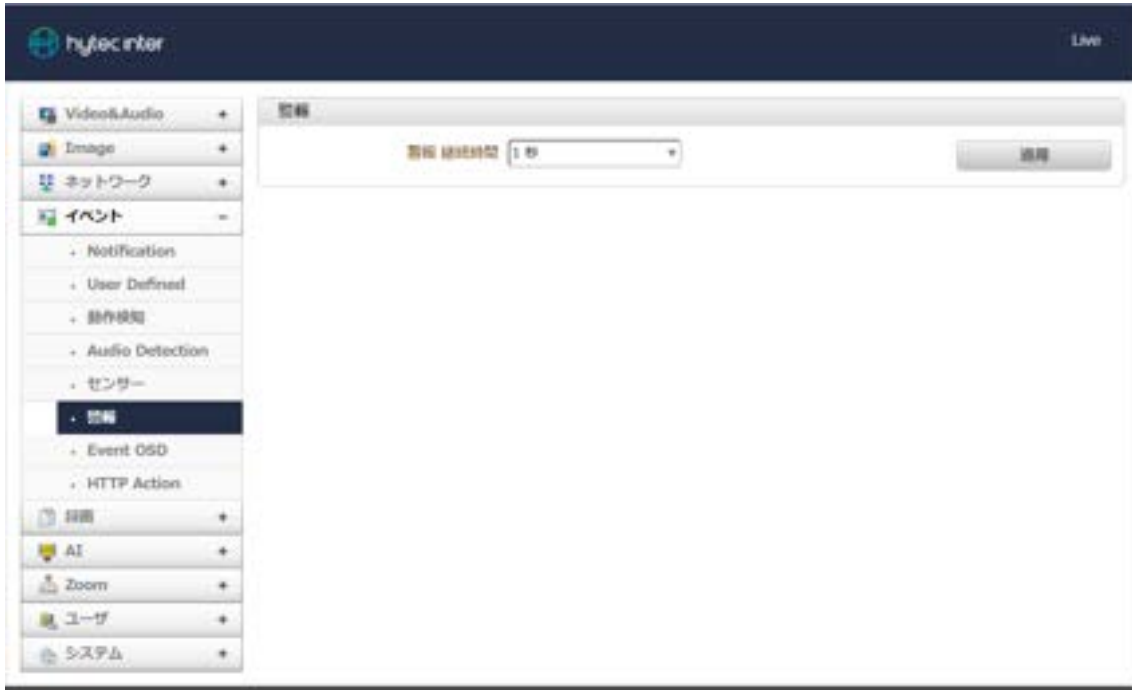 hytec inter
Live
Video&Audio +
Image +
ネットワーク +
イベント -
Notification
User Defined
動作検知
Audio Detection
センサー
警報
Event OSD
HTTP Action
録画 +
AI +
Zoom +
ユーザ +
システム +
警報
警報 継続時間 1 秒
適用